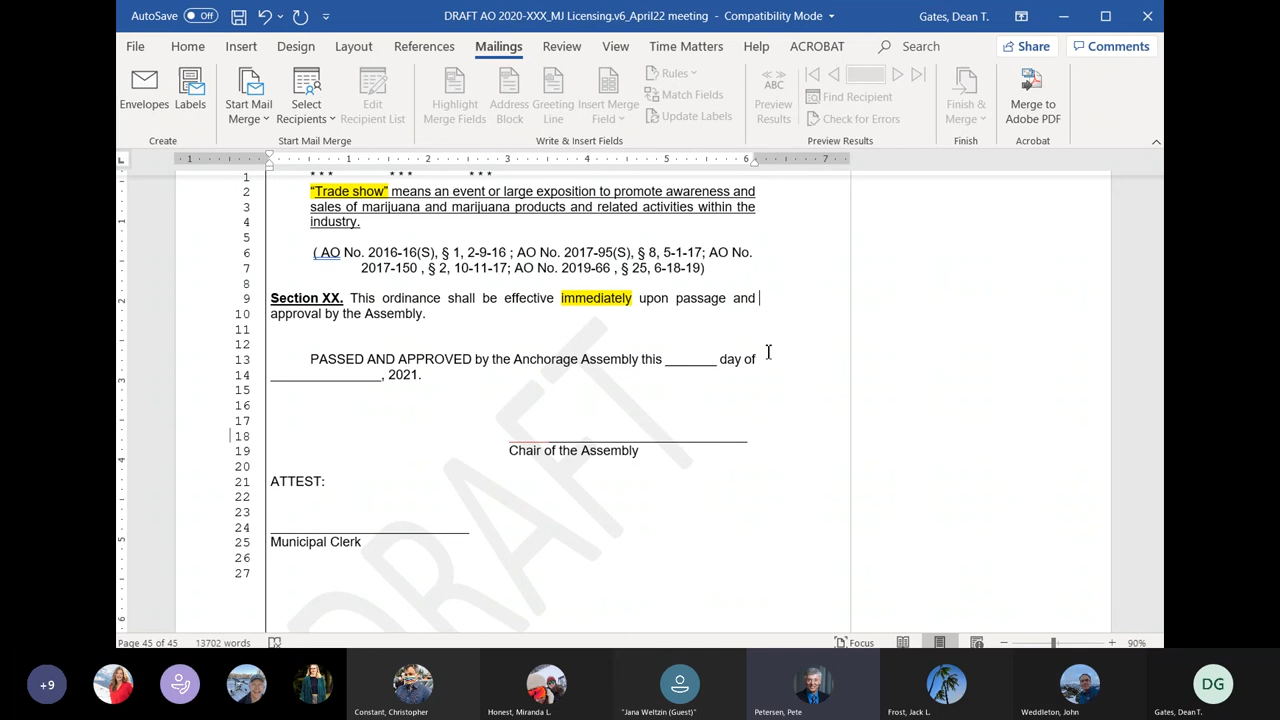 AutoSave Off DRAFT AO 2020-XXX_MJ Licensing.v6_April22 meeting - Compatibility Mode Gates, Dean T.
File Home Insert Design Layout References Mailings Review View Time Matters Help ACROBAT Search Share Comments
Envelopes Labels Start Mail Merge Select Recipients Edit Recipient List Highlight Merge Fields Address Block Greeting Line Insert Merge Field Rules Match Fields Update Labels Preview Results Find Recipient Check for Errors Finish & Merge Merge to Adobe PDF
Create Start Mail Merge Write & Insert Fields Preview Results Finish Acrobat
1 1 2 3 4 5 6 7
1 * * * * * * * * *
2 “Trade show” means an event or large exposition to promote awareness and
3 sales of marijuana and marijuana products and related activities within the
4 industry.
5
6 ( AO No. 2016-16(S), § 1, 2-9-16 ; AO No. 2017-95(S), § 8, 5-1-17; AO No.
7 2017-150 , § 2, 10-11-17; AO No. 2019-66 , § 25, 6-18-19)
8
9 Section XX. This ordinance shall be effective immediately upon passage and
10 approval by the Assembly.
11
12
13 PASSED AND APPROVED by the Anchorage Assembly this _______ day of
14 ________________, 2021.
15
16
17
18
19 Chair of the Assembly
20
21 ATTEST:
22
23
24
25 Municipal Clerk
26
27
DRAFT
Page 45 of 45 13702 words Focus 90%
+9 Constant, Christopher Honest, Miranda L. "Jana Weltzin (Guest)" Petersen, Pete Frost, Jack L. Weddleton, John DG Gates, Dean T.